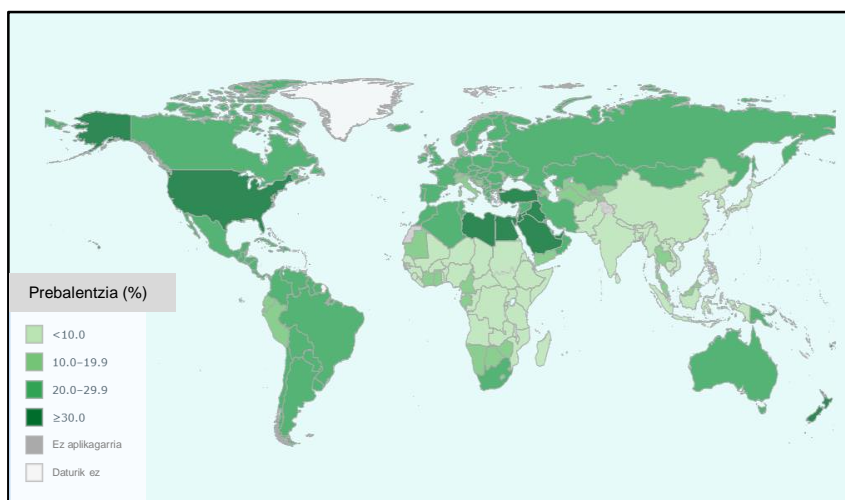 Prebalentzia (%)
<10.0
10.0–19.9
20.0–29.9
≥30.0
Ez aplikagarria
Daturik ez